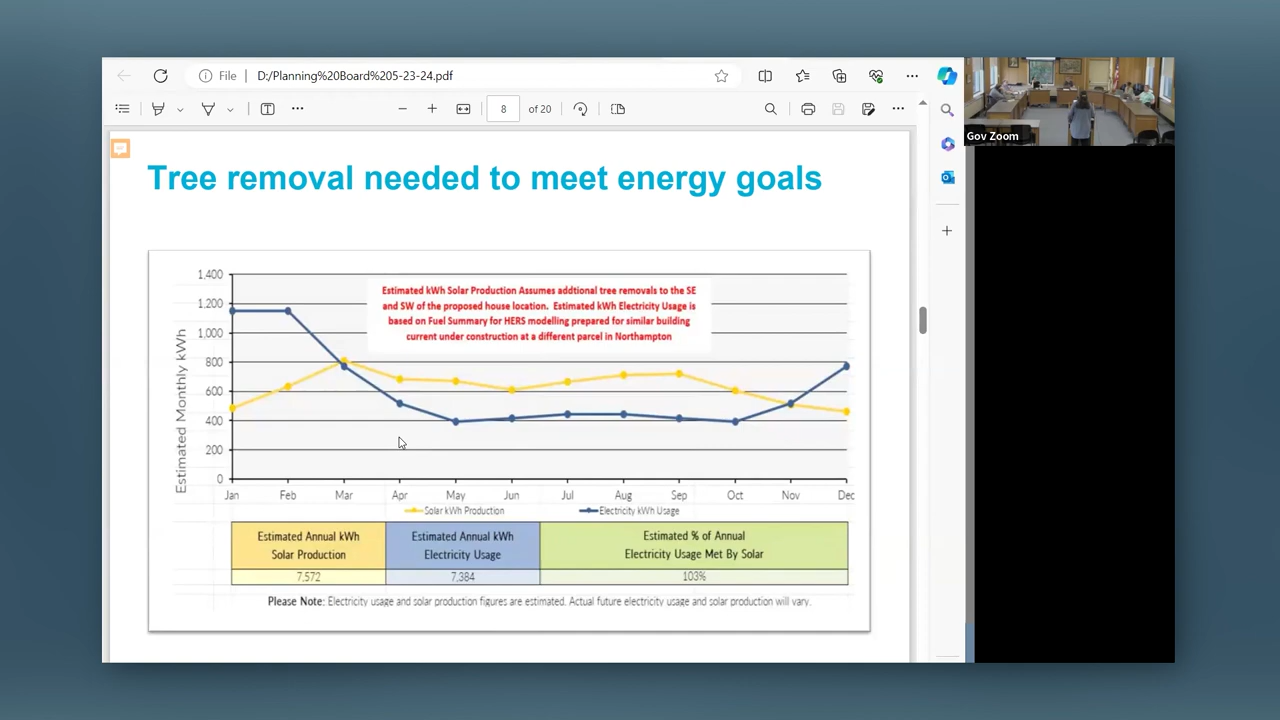 File
D:/Planning%20Board%205-23-24.pdf
8
of 20
Gov Zoom
Tree removal needed to meet energy goals
Estimated kWh Solar Production Assumes addtional tree removals to the SE
and SW of the proposed house location. Estimated kWh Electricity Usage is
based on Fuel Summary for HERS modelling prepared for similar building
current under construction at a different parcel in Northampton
Estimated Monthly kWh
1,400
1,200
1,000
800
600
400
200
0
Jan Feb Mar Apr May Jun Jul Aug Sep Oct Nov Dec
Solar kWh Production
Electricity kWh Usage
Estimated Annual kWh
Solar Production
Estimated Annual kWh
Electricity Usage
Estimated % of Annual
Electricity Usage Met By Solar
7,572
7,384
103%
Please Note: Electricity usage and solar production figures are estimated. Actual future electricity usage and solar production will vary.